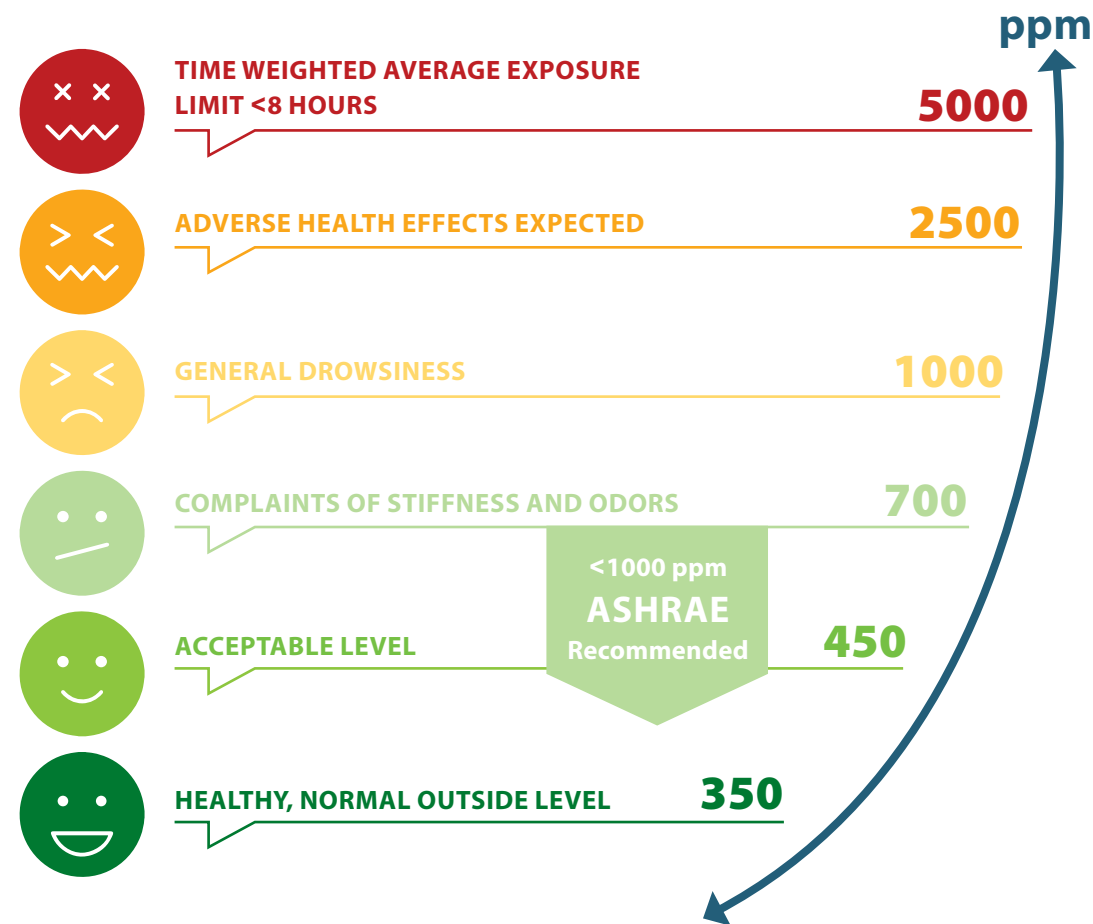 ppm
TIME WEIGHTED AVERAGE EXPOSURE
LIMIT <8 HOURS
5000
ADVERSE HEALTH EFFECTS EXPECTED
2500
GENERAL DROWSINESS
1000
COMPLAINTS OF STIFFNESS AND ODORS
700
<1000 ppm
ASHRAE
Recommended
ACCEPTABLE LEVEL
450
HEALTHY, NORMAL OUTSIDE LEVEL
350